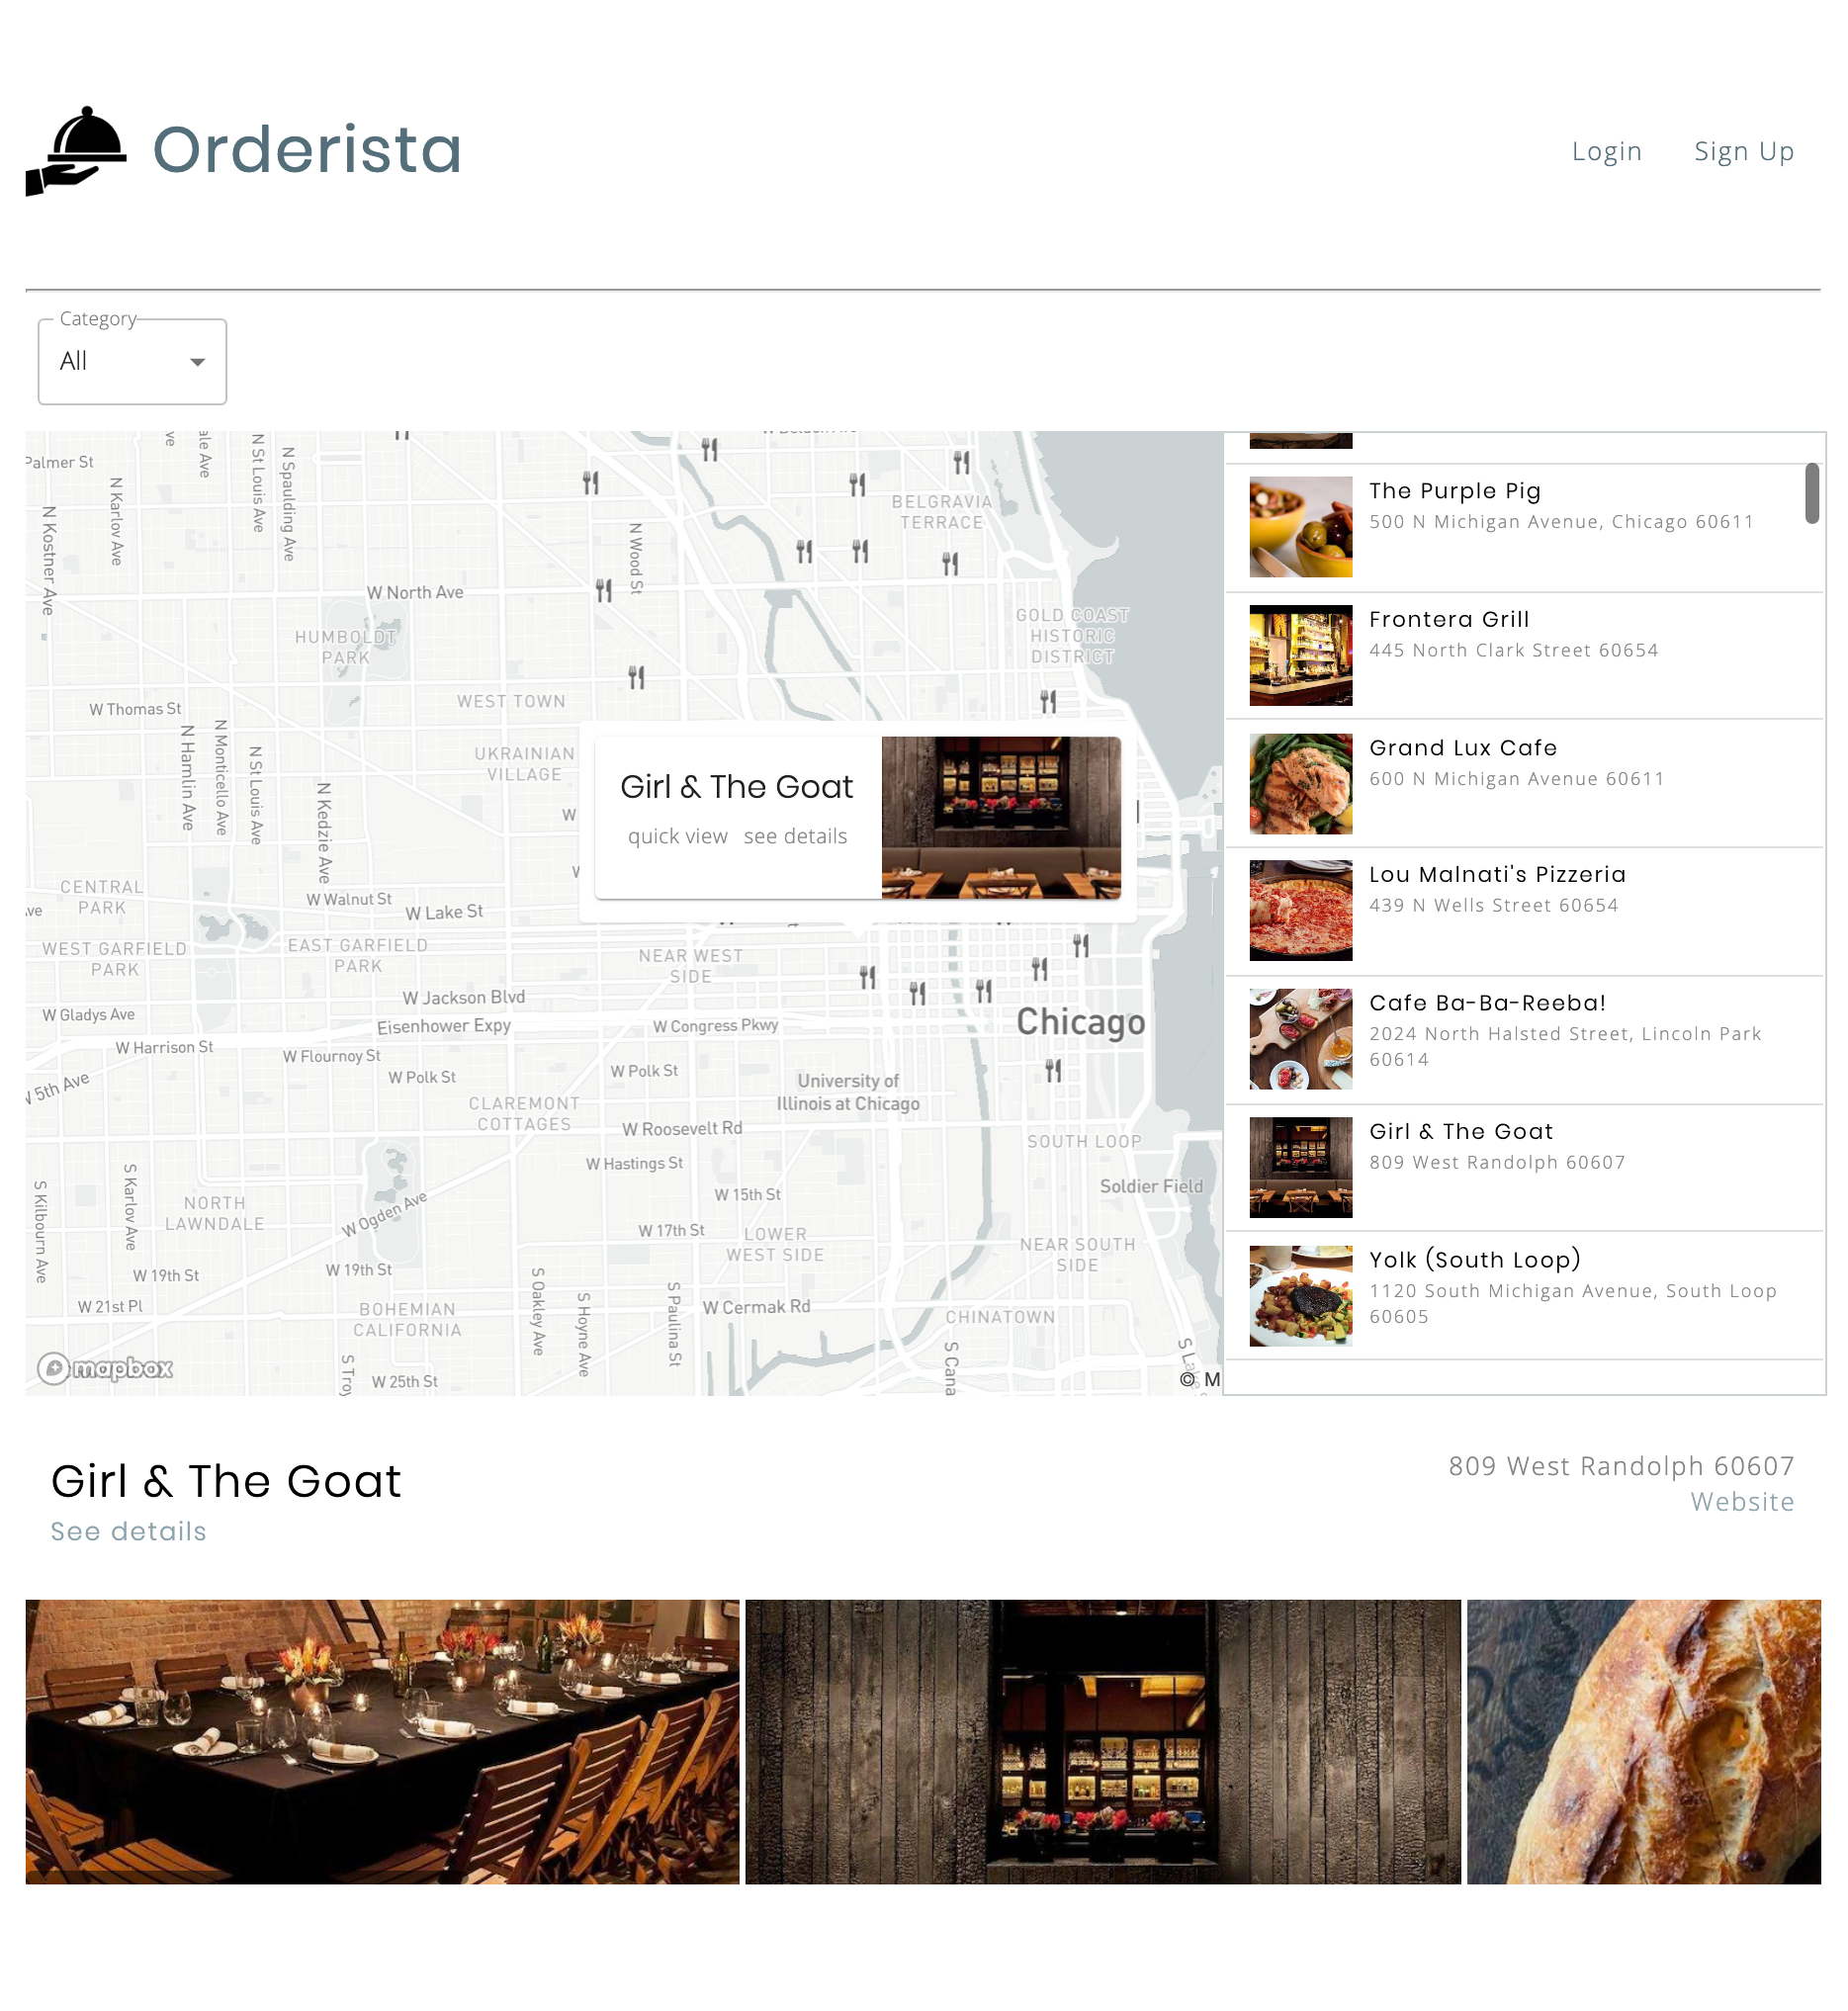 Orderista
Login
Sign Up
Category
All
Palmer St
N Karlov Ave
N Kostner Ave
N St Louis Ave
N Spaulding Ave
N Wood St
BELGRAVIA
TERRACE
W North Ave
HUMBOLDT
PARK
GOLD COAST
HISTORIC
DISTRICT
WEST TOWN
W Thomas St
N Hamlin Ave
N Monticello Ave
N St Louis Ave
N Kedzie Ave
UKRAINIAN
VILLAGE
Girl & The Goat
quick view see details
CENTRAL
PARK
W Walnut St
W Lake St
WEST GARFIELD
PARK
EAST GARFIELD
PARK
NEAR WEST
SIDE
W Jackson Blvd
W Gladys Ave
Eisenhower Expy
W Congress Pkwy
Chicago
W Harrison St
W Flournoy St
W 5th Ave
W Polk St
W Polk St
University of
Illinois at Chicago
CLAREMONT
COTTAGES
W Roosevelt Rd
SOUTH LOOP
W Hastings St
Soldier Field
S Kilbourn Ave
S Karlov Ave
NORTH
LAWNDALE
W Ogden Ave
W 15th St
W 17th St
LOWER
WEST SIDE
NEAR SOUTH
SIDE
W 19th St
W 19th St
W 21st Pl
S Oakley Ave
S Hoyne Ave
S Paulina St
W Cermak Rd
BOHEMIAN
CALIFORNIA
CHINATOWN
S Troy
W 25th St
S Cana
mapbox
© M
The Purple Pig
500 N Michigan Avenue, Chicago 60611
Frontera Grill
445 North Clark Street 60654
Grand Lux Cafe
600 N Michigan Avenue 60611
Lou Malnati's Pizzeria
439 N Wells Street 60654
Cafe Ba-Ba-Reeba!
2024 North Halsted Street, Lincoln Park
60614
Girl & The Goat
809 West Randolph 60607
Yolk (South Loop)
1120 South Michigan Avenue, South Loop
60605
Girl & The Goat
See details
809 West Randolph 60607
Website